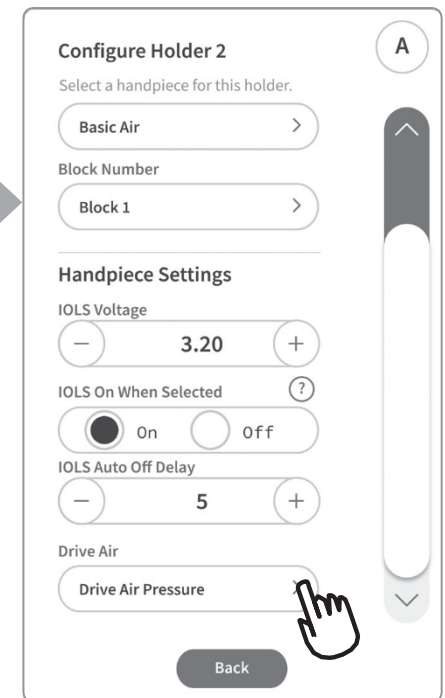 Configure Holder 2
A
Select a handpiece for this holder.
Basic Air
Block Number
Block 1
Handpiece Settings
IOLS Voltage
− 3.20 +
IOLS On When Selected ?
On Off
IOLS Auto Off Delay
− 5 +
Drive Air
Drive Air Pressure
Back